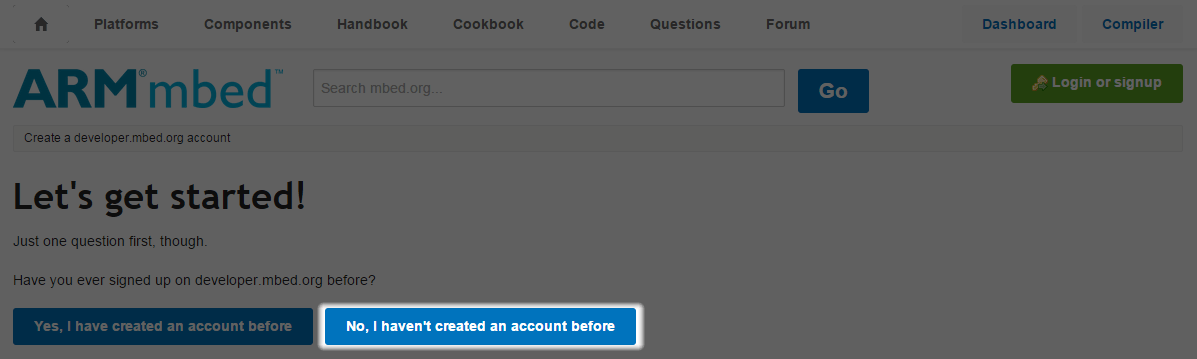 Platforms Components Handbook Cookbook Code Questions Forum Dashboard Compiler
ARM®mbed™ Search mbed.org... Go Login or signup
Create a developer.mbed.org account
Let's get started!
Just one question first, though.
Have you ever signed up on developer.mbed.org before?
Yes, I have created an account before No, I haven't created an account before